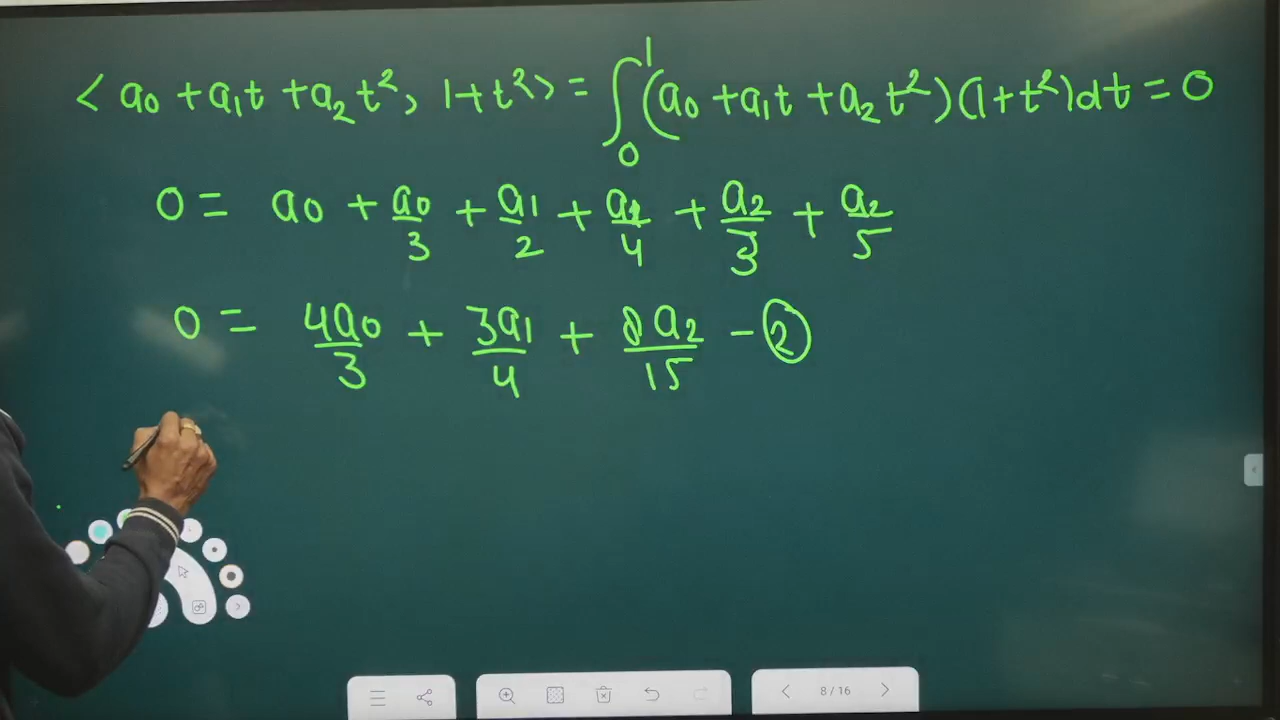 < a₀ + a₁t + a₂t², 1+t² > = ∫₀¹ (a₀ + a₁t + a₂t²)(1+t²)dt = 0
0 = a₀ + a₀/3 + a₁/2 + a₁/4 + a₂/3 + a₂/5
0 = 4a₀/3 + 3a₁/4 + 8a₂/15 - ②
8 / 16